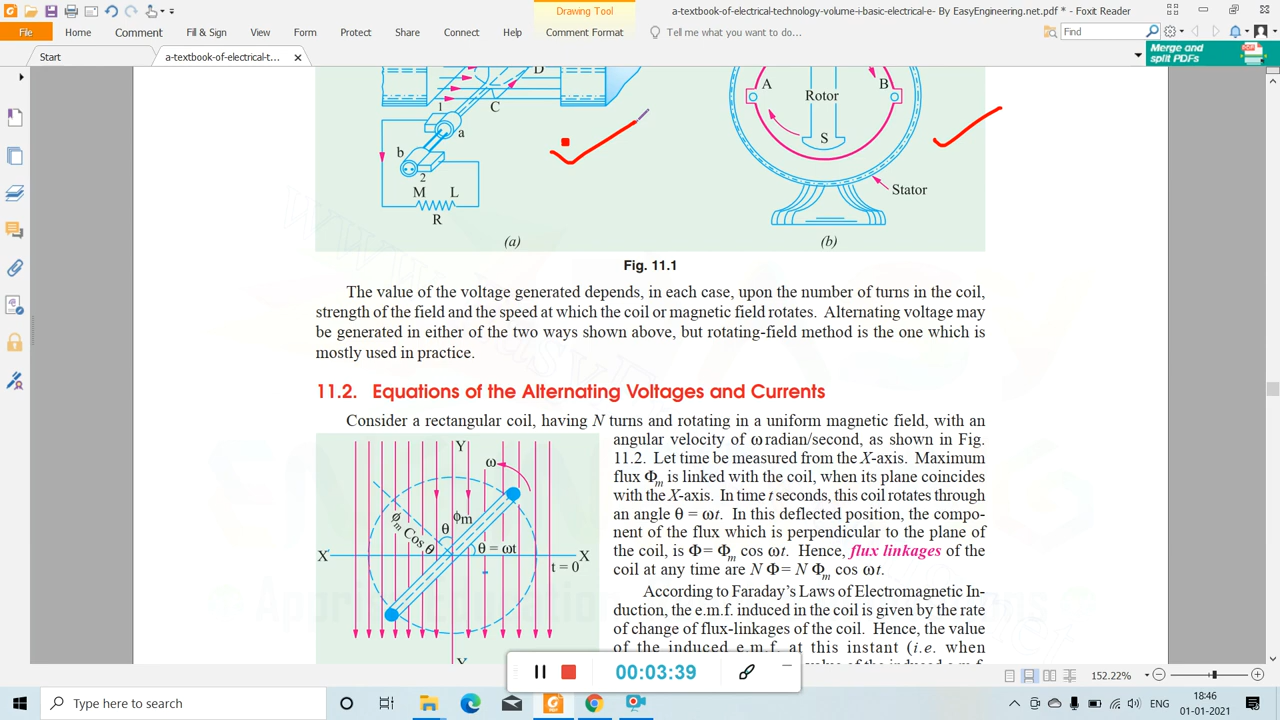 Drawing Tool
a-textbook-of-electrical-technology-volume-i-basic-electrical-e- By EasyEngineering.net.pdf * - Foxit Reader
File Home Comment Fill & Sign View Form Protect Share Connect Help Comment Format Tell me what you want to do... Find
Start a-textbook-of-electrical-t...
Merge and
split PDFs
D
1
C
a
b
2
M L
R
(a)
A B
Rotor
S
Stator
(b)
Fig. 11.1
The value of the voltage generated depends, in each case, upon the number of turns in the coil,
strength of the field and the speed at which the coil or magnetic field rotates. Alternating voltage may
be generated in either of the two ways shown above, but rotating-field method is the one which is
mostly used in practice.
11.2. Equations of the Alternating Voltages and Currents
Consider a rectangular coil, having N turns and rotating in a uniform magnetic field, with an
angular velocity of ω radian/second, as shown in Fig.
11.2. Let time be measured from the X-axis. Maximum
flux Φm is linked with the coil, when its plane coincides
with the X-axis. In time t seconds, this coil rotates through
an angle θ = ωt. In this deflected position, the compo-
nent of the flux which is perpendicular to the plane of
the coil, is Φ= Φm cos ωt. Hence, flux linkages of the
coil at any time are N Φ= N Φm cos ωt.
According to Faraday's Laws of Electromagnetic In-
duction, the e.m.f. induced in the coil is given by the rate
of change of flux-linkages of the coil. Hence, the value
of the induced e.m.f. at this instant (i.e. when
Y
ω
ϕm
θ
ϕm Cos θ
θ = ωt
X' X
t = 0
00:03:39
152.22%
Type here to search
ENG
18:46
01-01-2021